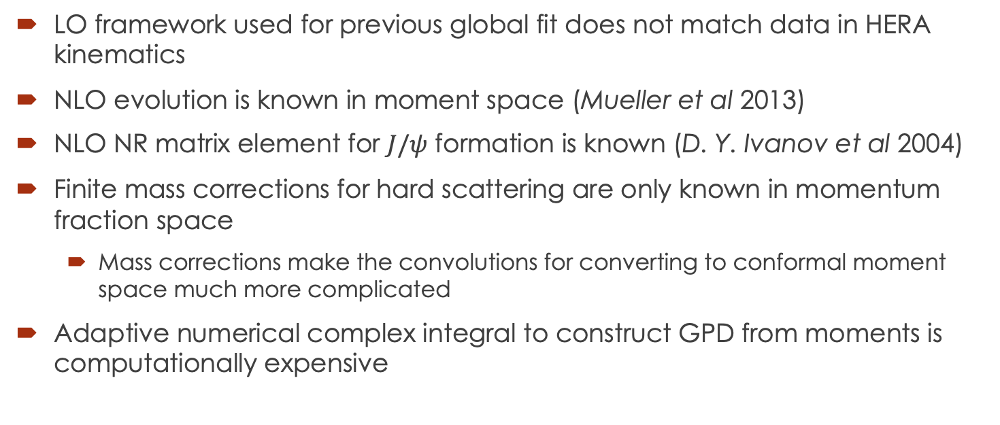 LO framework used for previous global fit does not match data in HERA
kinematics
NLO evolution is known in moment space (Mueller et al 2013)
NLO NR matrix element for J/ψ formation is known (D. Y. Ivanov et al 2004)
Finite mass corrections for hard scattering are only known in momentum
fraction space
Mass corrections make the convolutions for converting to conformal moment
space much more complicated
Adaptive numerical complex integral to construct GPD from moments is
computationally expensive